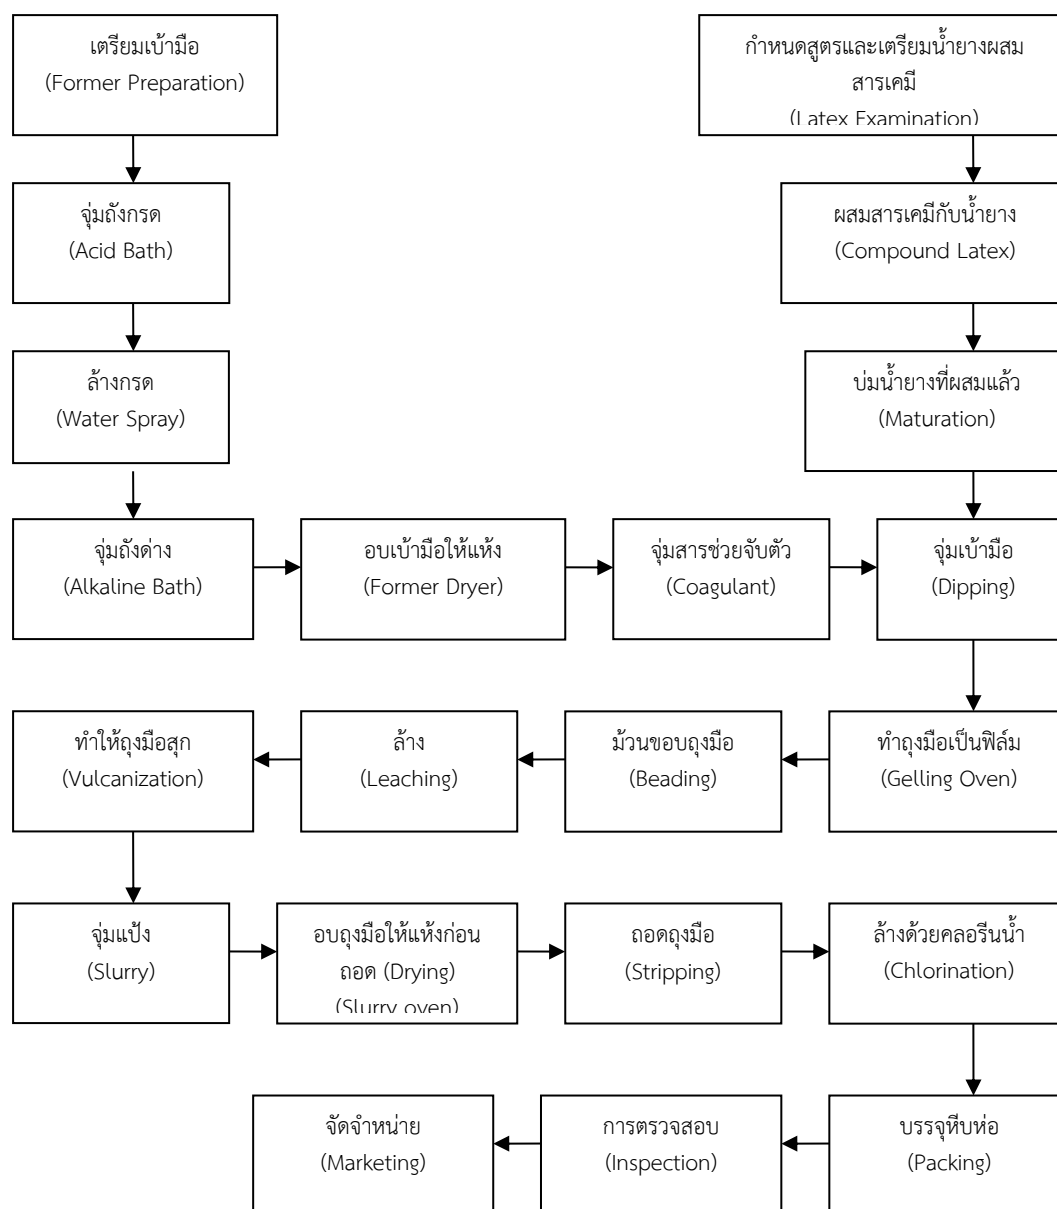 เตรียมเบ้ามือ
(Former Preparation)
กำหนดสูตรและเตรียมน้ำยางผสม
สารเคมี
(Latex Examination)
จุ่มถังกรด
(Acid Bath)
ผสมสารเคมีกับน้ำยาง
(Compound Latex)
ล้างกรด
(Water Spray)
บ่มน้ำยางที่ผสมแล้ว
(Maturation)
จุ่มถังด่าง
(Alkaline Bath)
อบเบ้ามือให้แห้ง
(Former Dryer)
จุ่มสารช่วยจับตัว
(Coagulant)
จุ่มเบ้ามือ
(Dipping)
ทำให้ถุงมือสุก
(Vulcanization)
ล้าง
(Leaching)
ม้วนขอบถุงมือ
(Beading)
ทำถุงมือเป็นฟิล์ม
(Gelling Oven)
จุ่มแป้ง
(Slurry)
อบถุงมือให้แห้งก่อน
ถอด (Drying)
(Slurry oven)
ถอดถุงมือ
(Stripping)
ล้างด้วยคลอรีนน้ำ
(Chlorination)
จัดจำหน่าย
(Marketing)
การตรวจสอบ
(Inspection)
บรรจุหีบห่อ
(Packing)